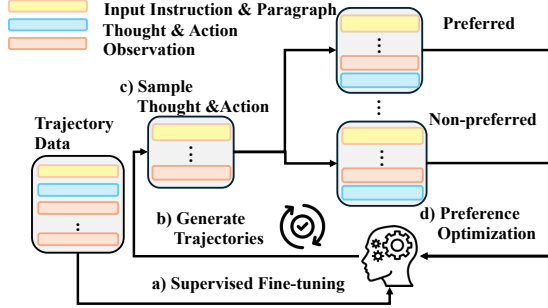 Input Instruction & Paragraph
Thought & Action
Observation
Preferred
c) Sample
Thought &Action
Trajectory
Data
Non-preferred
b) Generate
Trajectories
d) Preference
Optimization
a) Supervised Fine-tuning